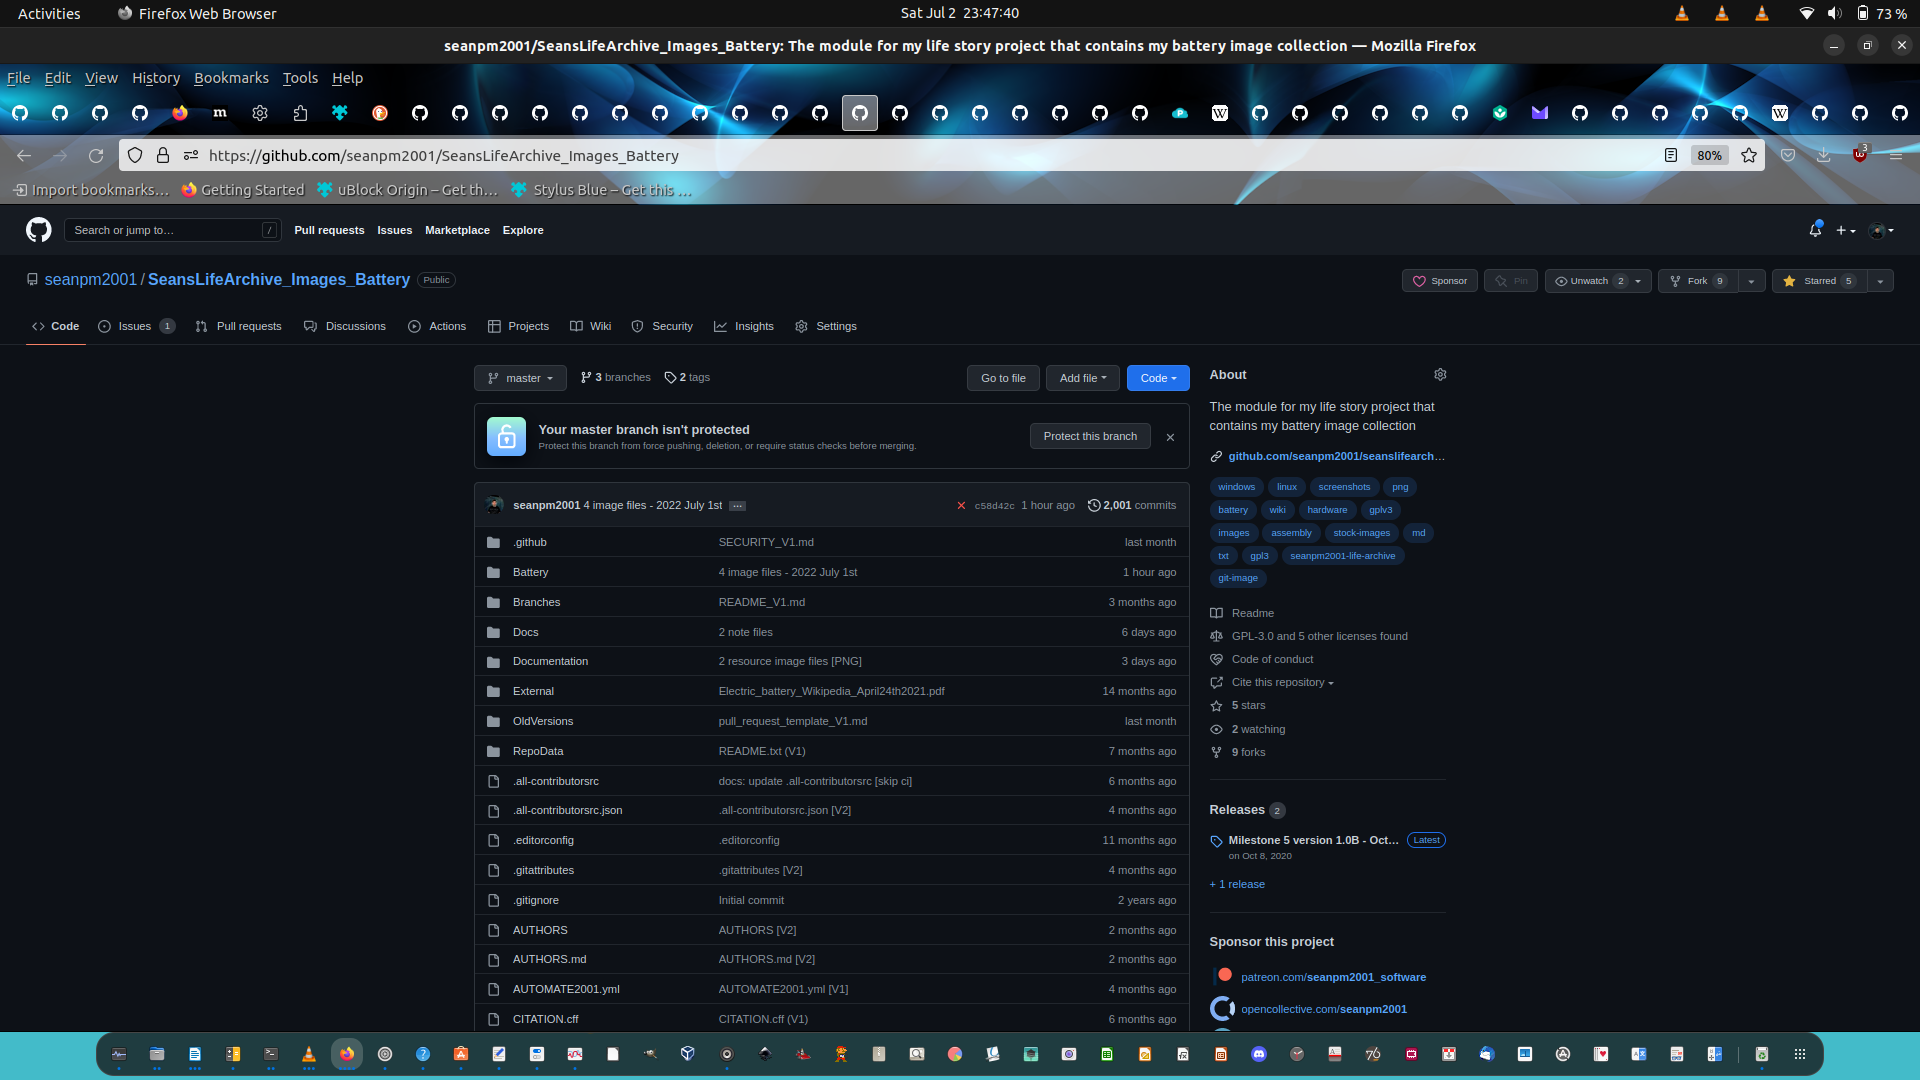 Activities Firefox Web Browser Sat Jul 2 23:47:40 73 %
seanpm2001/SeansLifeArchive_Images_Battery: The module for my life story project that contains my battery image collection — Mozilla Firefox
File Edit View History Bookmarks Tools Help
https://github.com/seanpm2001/SeansLifeArchive_Images_Battery 80% 3
Import bookmarks… Getting Started uBlock Origin – Get th… Stylus Blue – Get this …
Search or jump to… / Pull requests Issues Marketplace Explore
seanpm2001 / SeansLifeArchive_Images_Battery Public Sponsor Pin Unwatch 2 Fork 9 Starred 5
Code Issues 1 Pull requests Discussions Actions Projects Wiki Security Insights Settings
master 3 branches 2 tags Go to file Add file Code
Your master branch isn't protected
Protect this branch from force pushing, deletion, or require status checks before merging.
Protect this branch
seanpm2001 4 image files - 2022 July 1st … c58d42c 1 hour ago 2,001 commits
.github SECURITY_V1.md last month
Battery 4 image files - 2022 July 1st 1 hour ago
Branches README_V1.md 3 months ago
Docs 2 note files 6 days ago
Documentation 2 resource image files [PNG] 3 days ago
External Electric_battery_Wikipedia_April24th2021.pdf 14 months ago
OldVersions pull_request_template_V1.md last month
RepoData README.txt (V1) 7 months ago
.all-contributorsrc docs: update .all-contributorsrc [skip ci] 6 months ago
.all-contributorsrc.json .all-contributorsrc.json [V2] 4 months ago
.editorconfig .editorconfig 11 months ago
.gitattributes .gitattributes [V2] 4 months ago
.gitignore Initial commit 2 years ago
AUTHORS AUTHORS [V2] 2 months ago
AUTHORS.md AUTHORS.md [V2] 2 months ago
AUTOMATE2001.yml AUTOMATE2001.yml [V1] 4 months ago
CITATION.cff CITATION.cff (V1) 6 months ago
About
The module for my life story project that
contains my battery image collection
github.com/seanpm2001/seanslifearch…
windows linux screenshots png
battery wiki hardware gplv3
images assembly stock-images md
txt gpl3 seanpm2001-life-archive
git-image
Readme
GPL-3.0 and 5 other licenses found
Code of conduct
Cite this repository
5 stars
2 watching
9 forks
Releases 2
Milestone 5 version 1.0B - Oct… Latest
on Oct 8, 2020
+ 1 release
Sponsor this project
patreon.com/seanpm2001_software
opencollective.com/seanpm2001